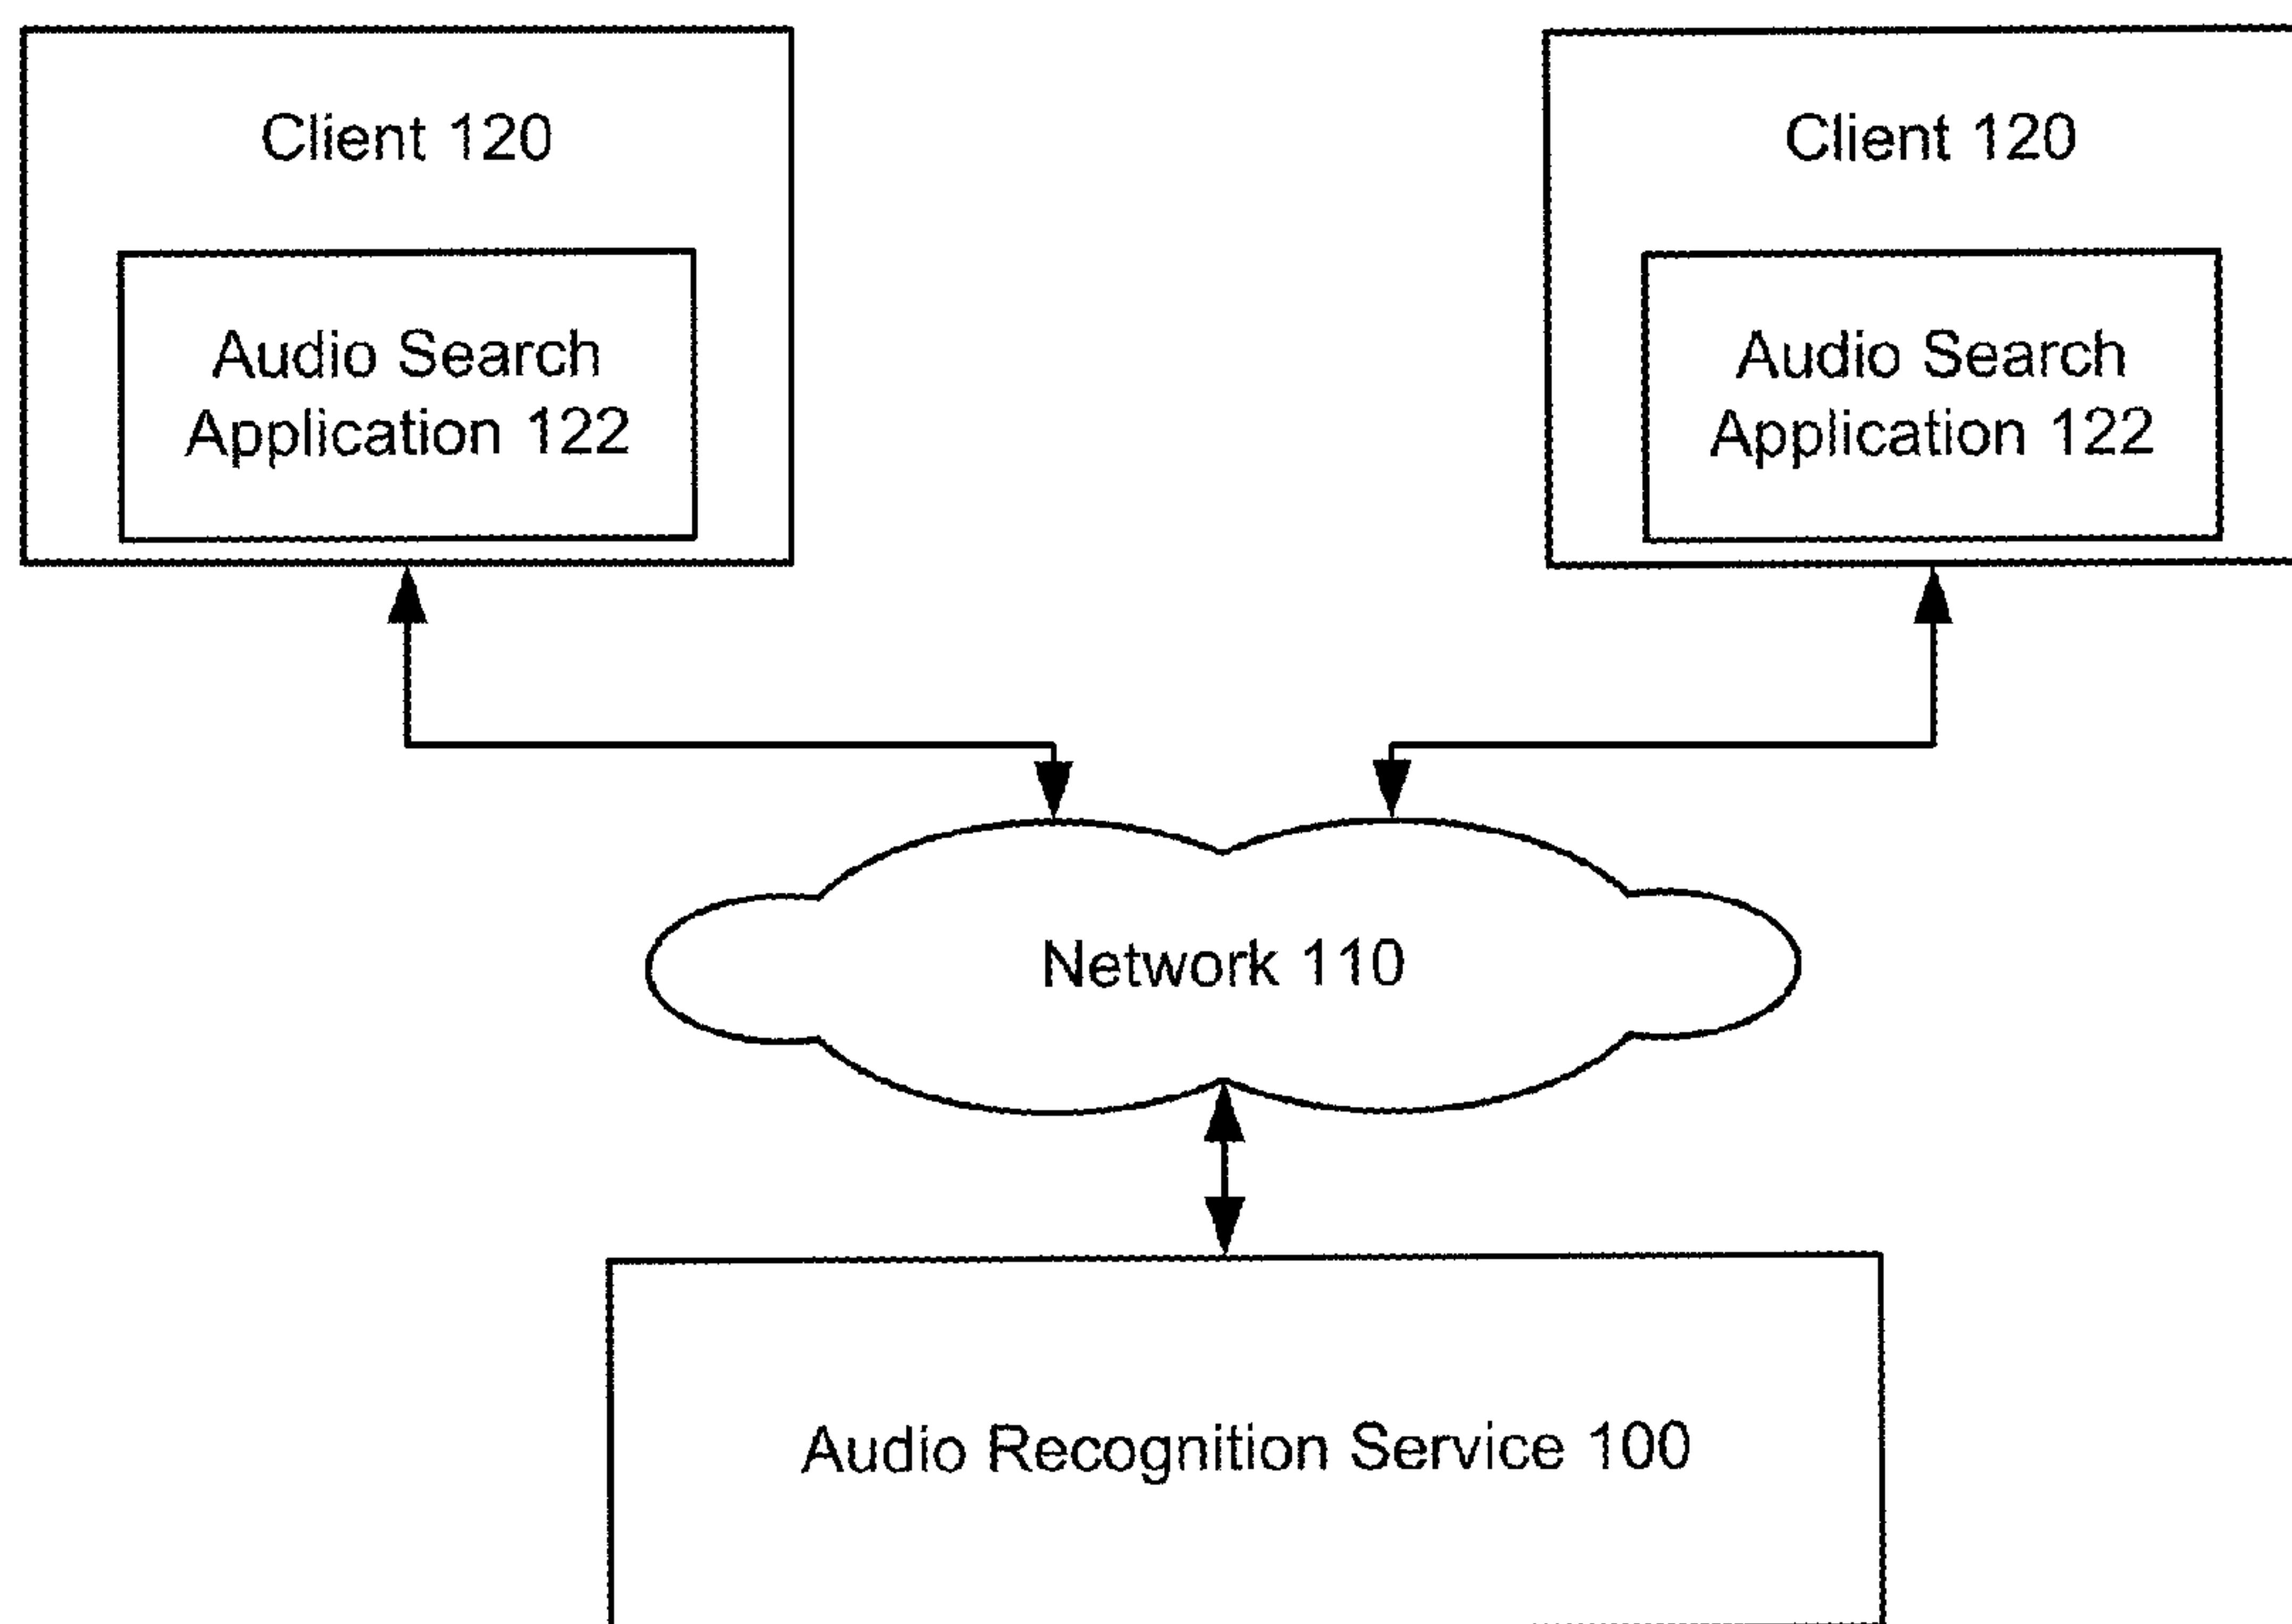 Client 120
Audio Search
Application 122
Client 120
Audio Search
Application 122
Network 110
Audio Recognition Service 100